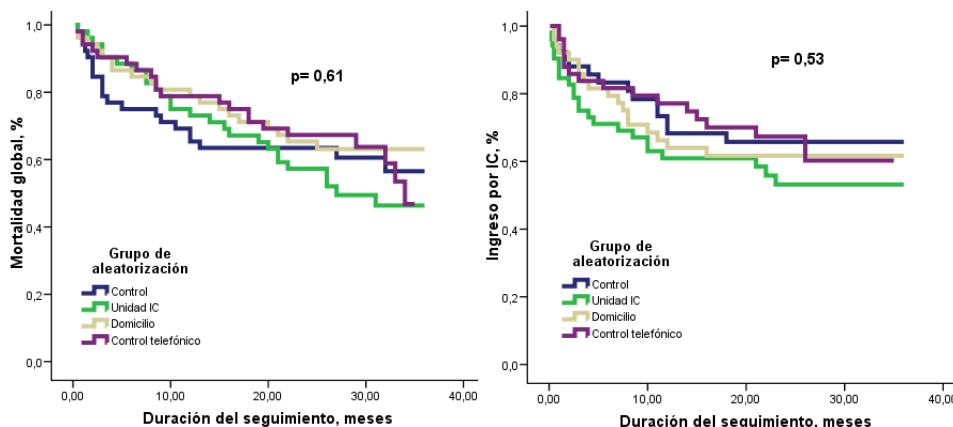 Mortalidad global, %
1,0
0,8
0,6
0,4
0,2
0,0
p= 0,61
Grupo de
aleatorización
Control
Unidad IC
Domicilio
Control telefónico
0,00
10,00
20,00
30,00
40,00
Duración del seguimiento, meses
Ingreso por IC, %
1,0
0,8
0,6
0,4
0,2
0,0
p= 0,53
Grupo de
aleatorización
Control
Unidad IC
Domicilio
Control telefónico
0,00
10,00
20,00
30,00
40,00
Duración del seguimiento, meses